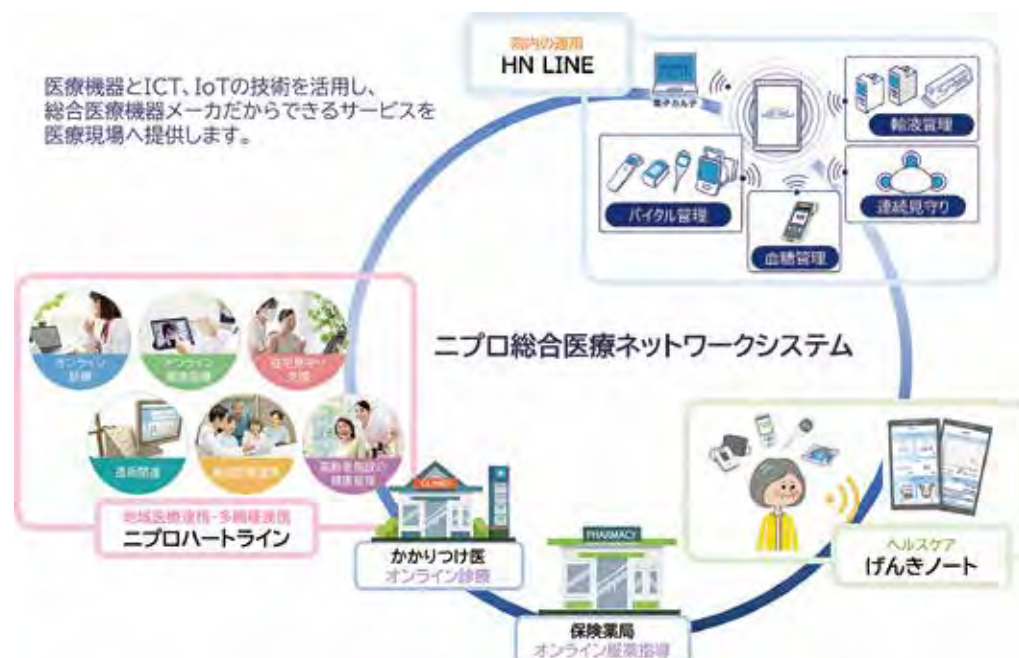 医療機器とICT、IoTの技術を活用し、
総合医療機器メーカだからできるサービスを
医療現場へ提供します。
院内の運用
HN LINE
電子カルテ
輸液管理
バイタル管理
連続見守り
血糖管理
ニプロ総合医療ネットワークシステム
オンライン
診療
オンライン
健康指導
在宅見守り
支援
透析関連
高齢者施設の
健康管理
地域医療連携・多職種連携
ニプロハートライン
CLINIC
かかりつけ医
オンライン診療
PHARMACY
保険薬局
オンライン服薬指導
ヘルスケア
げんきノート